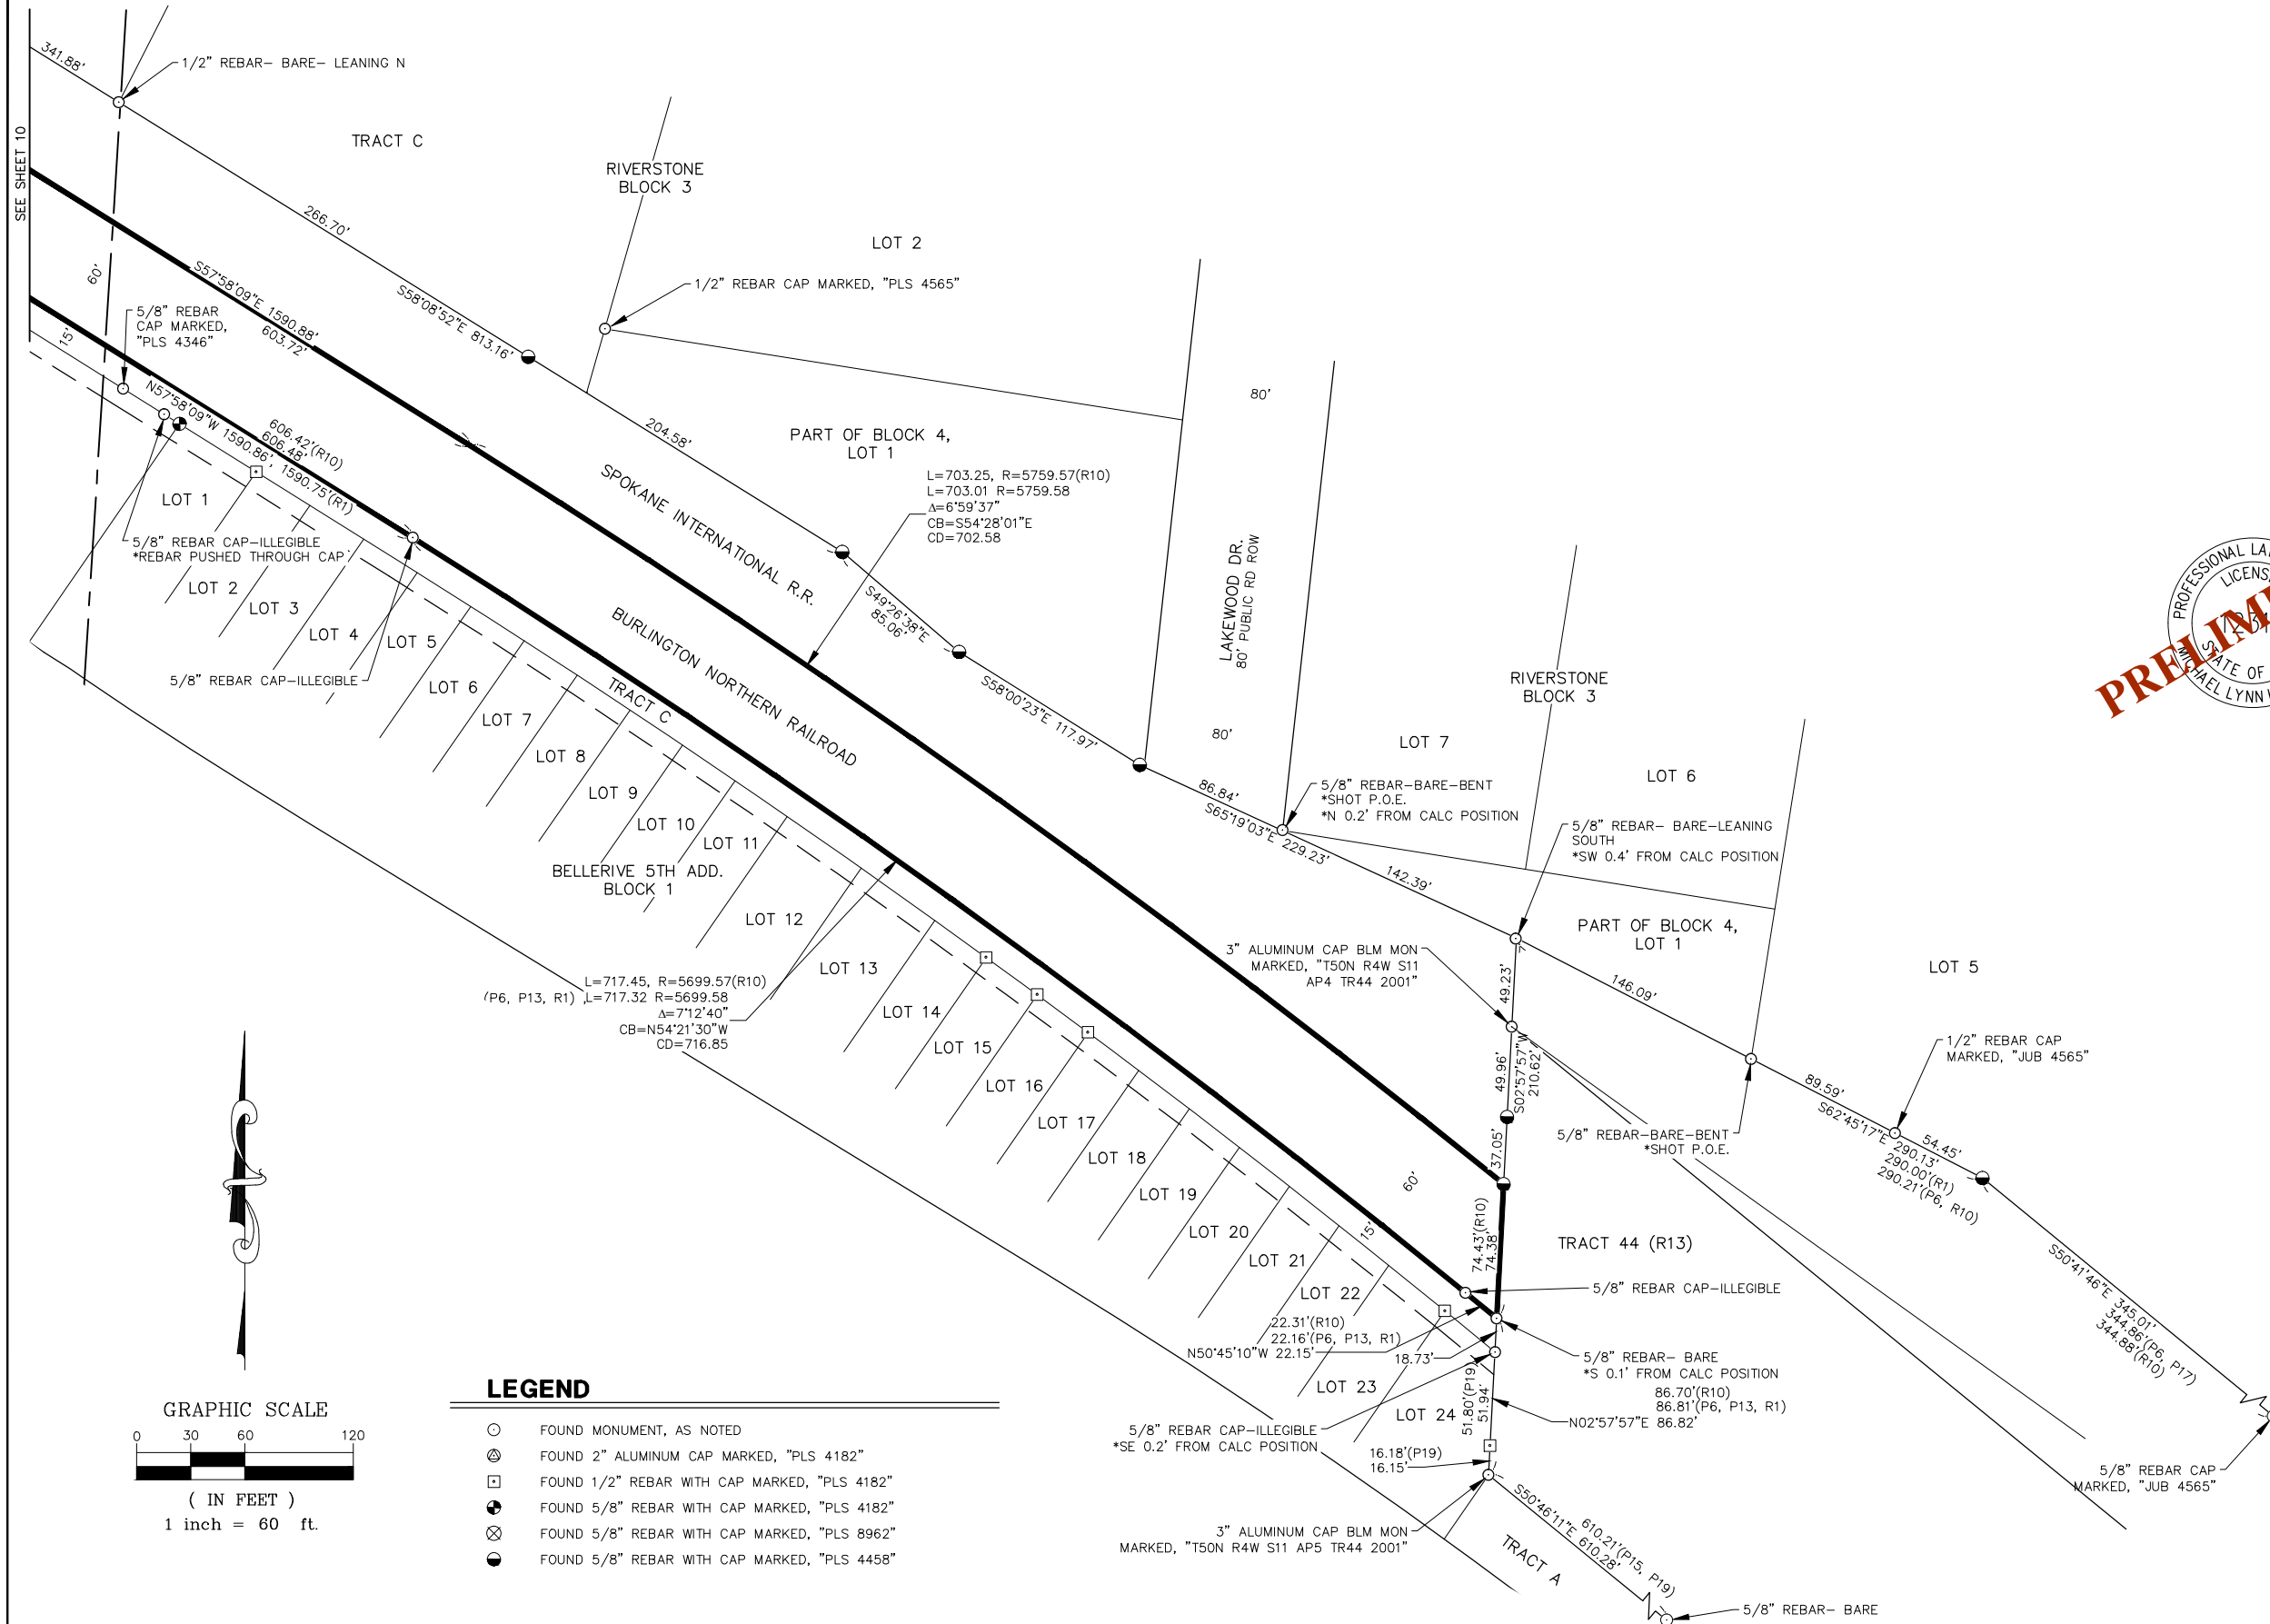 341.88'
1/2" REBAR- BARE- LEANING N
SEE SHEET 10
TRACT C
RIVERSTONE
BLOCK 3
266.70'
LOT 2
60'
S57°58'09"E 1590.88'
603.72'
S58°08'52"E 813.16'
1/2" REBAR CAP MARKED, "PLS 4565"
5/8" REBAR
CAP MARKED,
"PLS 4346"
15'
N57°58'09"W 1590.86', 1590.75'(R1)
606.42'(R10)
606.48'
204.58'
80'
PART OF BLOCK 4,
LOT 1
SPOKANE INTERNATIONAL R.R.
L=703.25, R=5759.57(R10)
L=703.01 R=5759.58
Δ=6°59'37"
CB=S54°28'01"E
CD=702.58
LOT 1
5/8" REBAR CAP-ILLEGIBLE
*REBAR PUSHED THROUGH CAP
LOT 2
LOT 3
LOT 4
LOT 5
5/8" REBAR CAP-ILLEGIBLE
LOT 6
LOT 7
LOT 8
LOT 9
LOT 10
LOT 11
BELLERIVE 5TH ADD.
BLOCK 1
LOT 12
TRACT C
BURLINGTON NORTHERN RAILROAD
S49°26'38"E
85.06'
S58°00'23"E 117.97'
LAKEWOOD DR.
80' PUBLIC RD ROW
80'
RIVERSTONE
BLOCK 3
LOT 7
LOT 6
PROFESSIONAL LA
LICENS
STATE OF
MICHAEL LYNN
PRELIM
86.84'
S65°19'03"E 229.23'
5/8" REBAR-BARE-BENT
*SHOT P.O.E.
*N 0.2' FROM CALC POSITION
142.39'
5/8" REBAR- BARE-LEANING
SOUTH
*SW 0.4' FROM CALC POSITION
PART OF BLOCK 4,
LOT 1
LOT 5
3" ALUMINUM CAP BLM MON
MARKED, "T50N R4W S11
AP4 TR44 2001"
49.23'
146.09'
49.96'
S02°57'57"W
210.62'
37.05'
1/2" REBAR CAP
MARKED, "JUB 4565"
89.59'
54.45'
S62°45'17"E 290.13'
290.00'(R1)
290.21'(P6, R10)
5/8" REBAR-BARE-BENT
*SHOT P.O.E.
LOT 13
L=717.45, R=5699.57(R10)
(P6, P13, R1) L=717.32 R=5699.58
Δ=7°12'40"
CB=N54°21'30"W
CD=716.85
LOT 14
LOT 15
LOT 16
LOT 17
LOT 18
LOT 19
LOT 20
LOT 21
LOT 22
60'
15'
74.43'(R10)
74.38'
TRACT 44 (R13)
5/8" REBAR CAP-ILLEGIBLE
S50°41'46"E 345.01'
344.86'(P6, P17)
344.88'(R10)
22.31'(R10)
22.16'(P6, P13, R1)
N50°45'10"W 22.15'
18.73'
5/8" REBAR- BARE
*S 0.1' FROM CALC POSITION
86.70'(R10)
86.81'(P6, P13, R1)
N02°57'57"E 86.82'
LOT 23
LOT 24
51.80'(P19)
51.94'
5/8" REBAR CAP-ILLEGIBLE
*SE 0.2' FROM CALC POSITION
16.18'(P19)
16.15'
5/8" REBAR CAP
MARKED, "JUB 4565"
3" ALUMINUM CAP BLM MON
MARKED, "T50N R4W S11 AP5 TR44 2001"
S50°46'11"E 610.28'
610.21'(P15, P19)
TRACT A
5/8" REBAR- BARE
GRAPHIC SCALE
0 30 60 120
( IN FEET )
1 inch = 60 ft.
LEGEND
FOUND MONUMENT, AS NOTED
FOUND 2" ALUMINUM CAP MARKED, "PLS 4182"
FOUND 1/2" REBAR WITH CAP MARKED, "PLS 4182"
FOUND 5/8" REBAR WITH CAP MARKED, "PLS 4182"
FOUND 5/8" REBAR WITH CAP MARKED, "PLS 8962"
FOUND 5/8" REBAR WITH CAP MARKED, "PLS 4458"